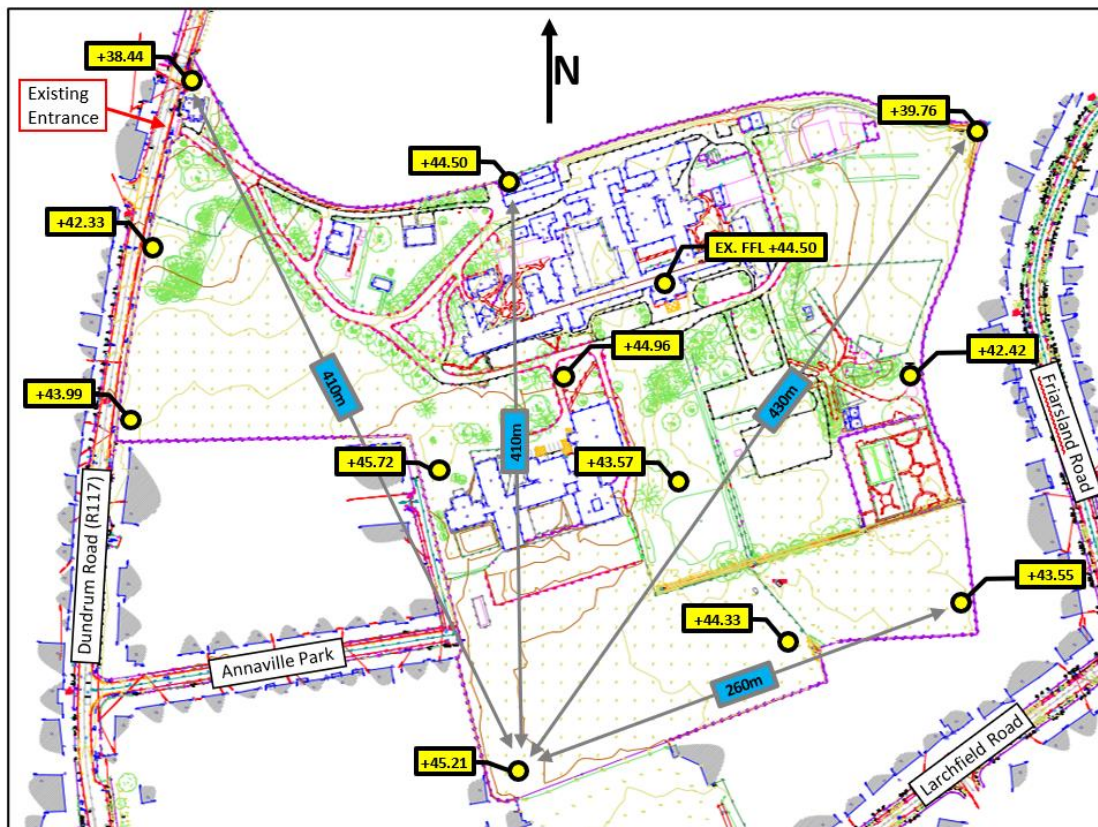 +38.44
N
Existing
Entrance
+39.76
+44.50
+42.33
EX. FFL +44.50
+44.96
+42.42
410m
430m
+43.99
410m
Friarsland Road
+45.72
+43.57
Dundrum Road (R117)
+43.55
+44.33
Annaville Park
260m
+45.21
Larchfield Road